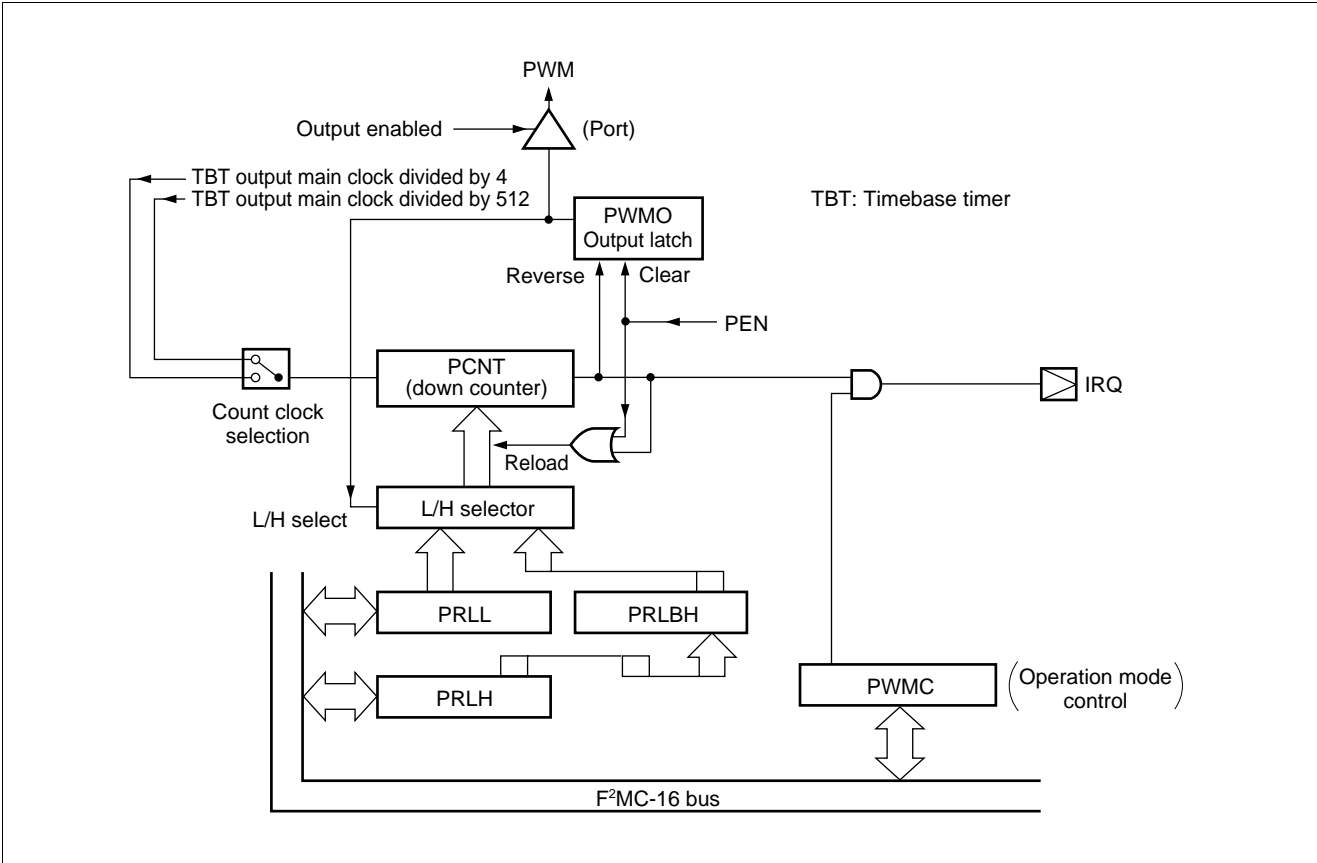 PWM
Output enabled
(Port)
TBT output main clock divided by 4
TBT output main clock divided by 512
TBT: Timebase timer
PWMO
Output latch
Reverse
Clear
PEN
PCNT
(down counter)
IRQ
Count clock
selection
Reload
L/H selector
L/H select
PRLL
PRLBH
PRLH
PWMC
(Operation mode
control)
F²MC-16 bus